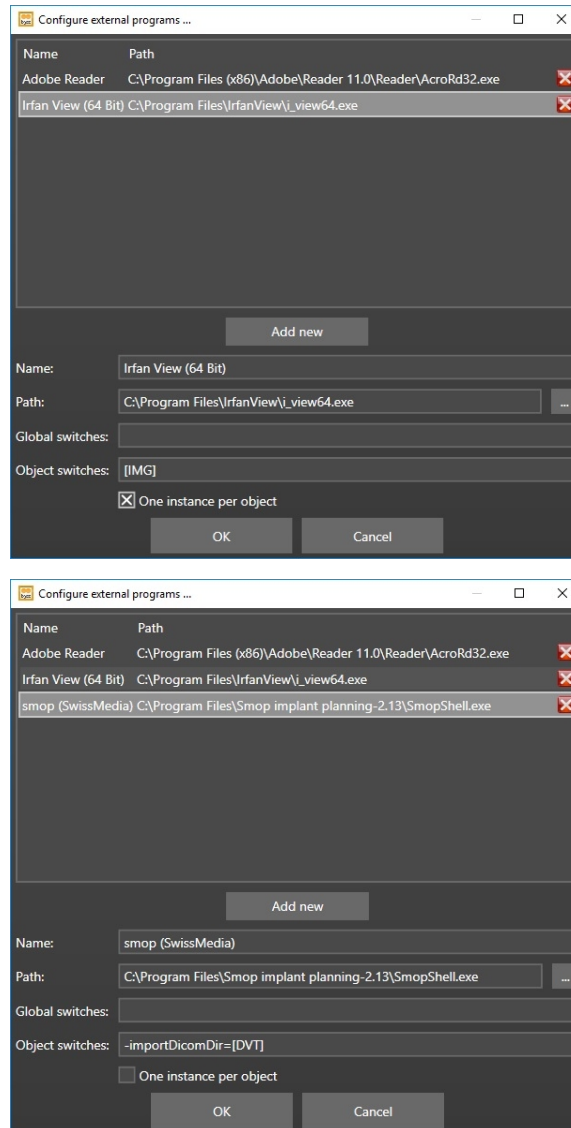 byzz Configure external programs ...
Name Path
Adobe Reader C:\Program Files (x86)\Adobe\Reader 11.0\Reader\AcroRd32.exe
Irfan View (64 Bit) C:\Program Files\IrfanView\i_view64.exe
Add new
Name: Irfan View (64 Bit)
Path: C:\Program Files\IrfanView\i_view64.exe ...
Global switches:
Object switches: [IMG]
One instance per object
OK Cancel
byzz Configure external programs ...
Name Path
Adobe Reader C:\Program Files (x86)\Adobe\Reader 11.0\Reader\AcroRd32.exe
Irfan View (64 Bit) C:\Program Files\IrfanView\i_view64.exe
smop (SwissMedia) C:\Program Files\Smop implant planning-2.13\SmopShell.exe
Add new
Name: smop (SwissMedia)
Path: C:\Program Files\Smop implant planning-2.13\SmopShell.exe ...
Global switches:
Object switches: -importDicomDir=[DVT]
One instance per object
OK Cancel